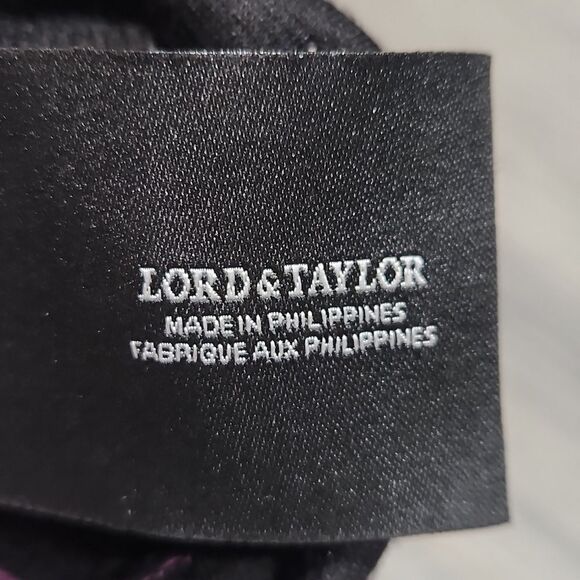 LORD & TAYLOR
MADE IN PHILIPPINES
FABRIQUE AUX PHILIPPINES